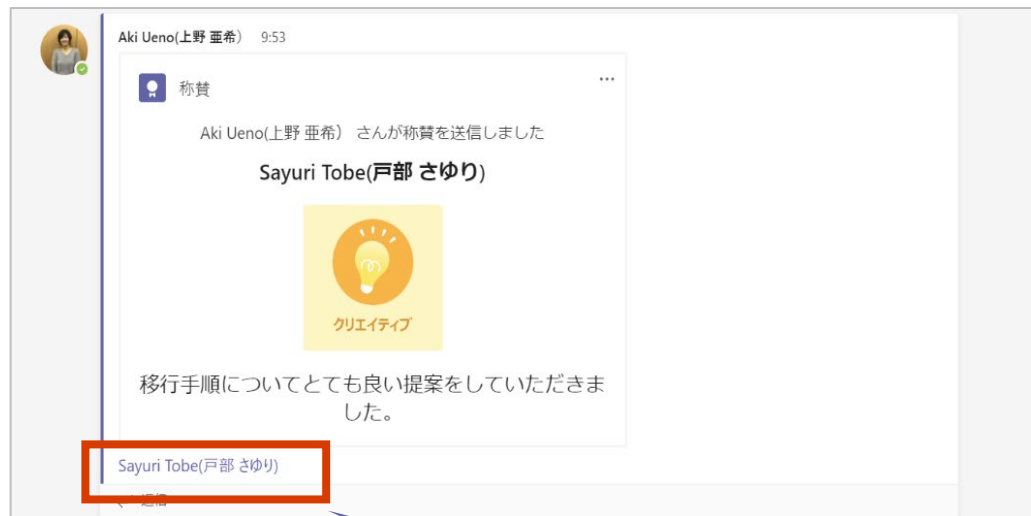 Aki Ueno(上野 亜希） 9:53
称賛
Aki Ueno(上野 亜希） さんが称賛を送信しました
Sayuri Tobe(戸部 さゆり)
クリエイティブ
移行手順についてとても良い提案をしていただきま
した。
Sayuri Tobe(戸部 さゆり)
返信